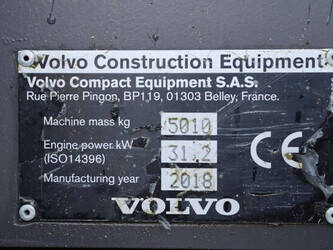 Volvo Construction Equipment
Volvo Compact Equipment S.A.S.
Rue Pierre Pingon, BP119, 01303 Belley, France.
Machine mass kg 5010
Engine power kW 31.2
(ISO14396)
Manufacturing year 2018
CE
VOLVO